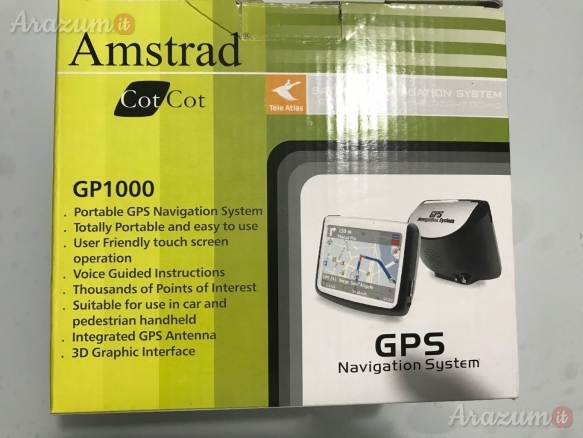 Arazum it
Amstrad
CotCot
Tele Atlas
NAVIGATION SYSTEM
GP1000
. Portable GPS Navigation System
. Totally Portable and easy to use
. User Friendly touch screen
operation
. Voice Guided Instructions
. Thousands of Points of Interest
. Suitable for use in car and
pedestrian handheld
. Integrated GPS Antenna
. 3D Graphic Interface
150 m
GPS
Navigation System
GPS
Navigation System
Arazum it